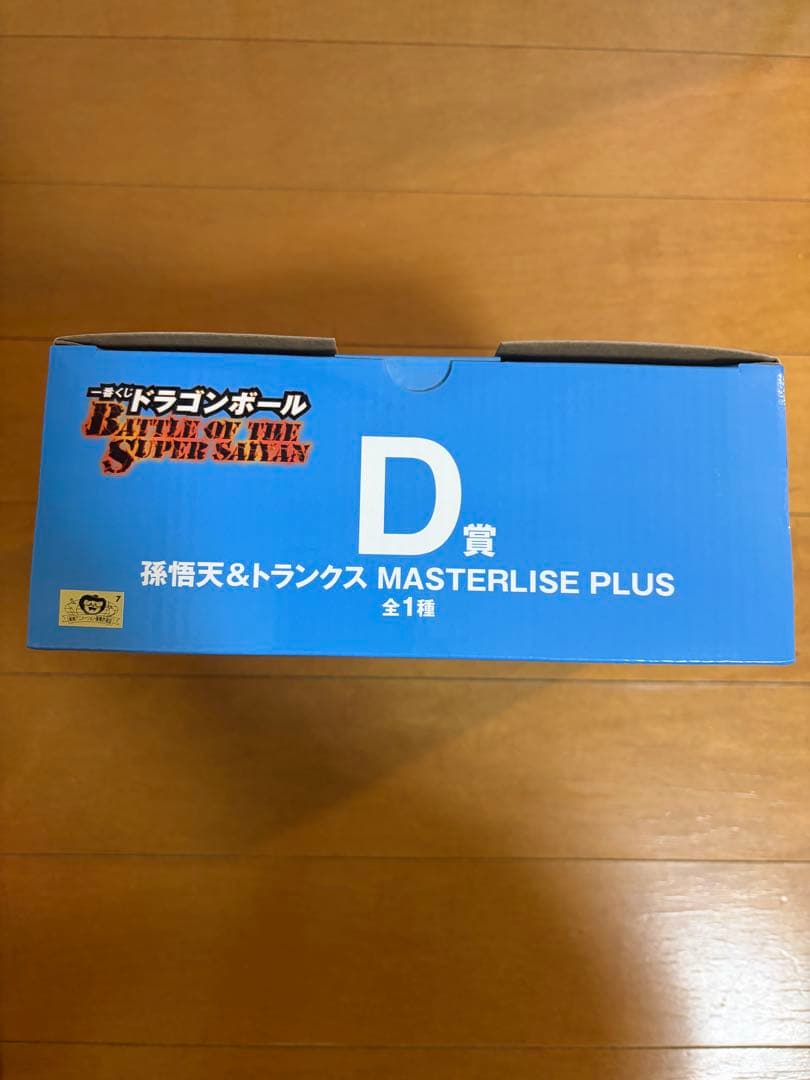 一番くじ ドラゴンボール
BATTLE OF THE
SUPER SAIYAN
D賞
孫悟天&トランクス MASTERLISE PLUS
全1種
7